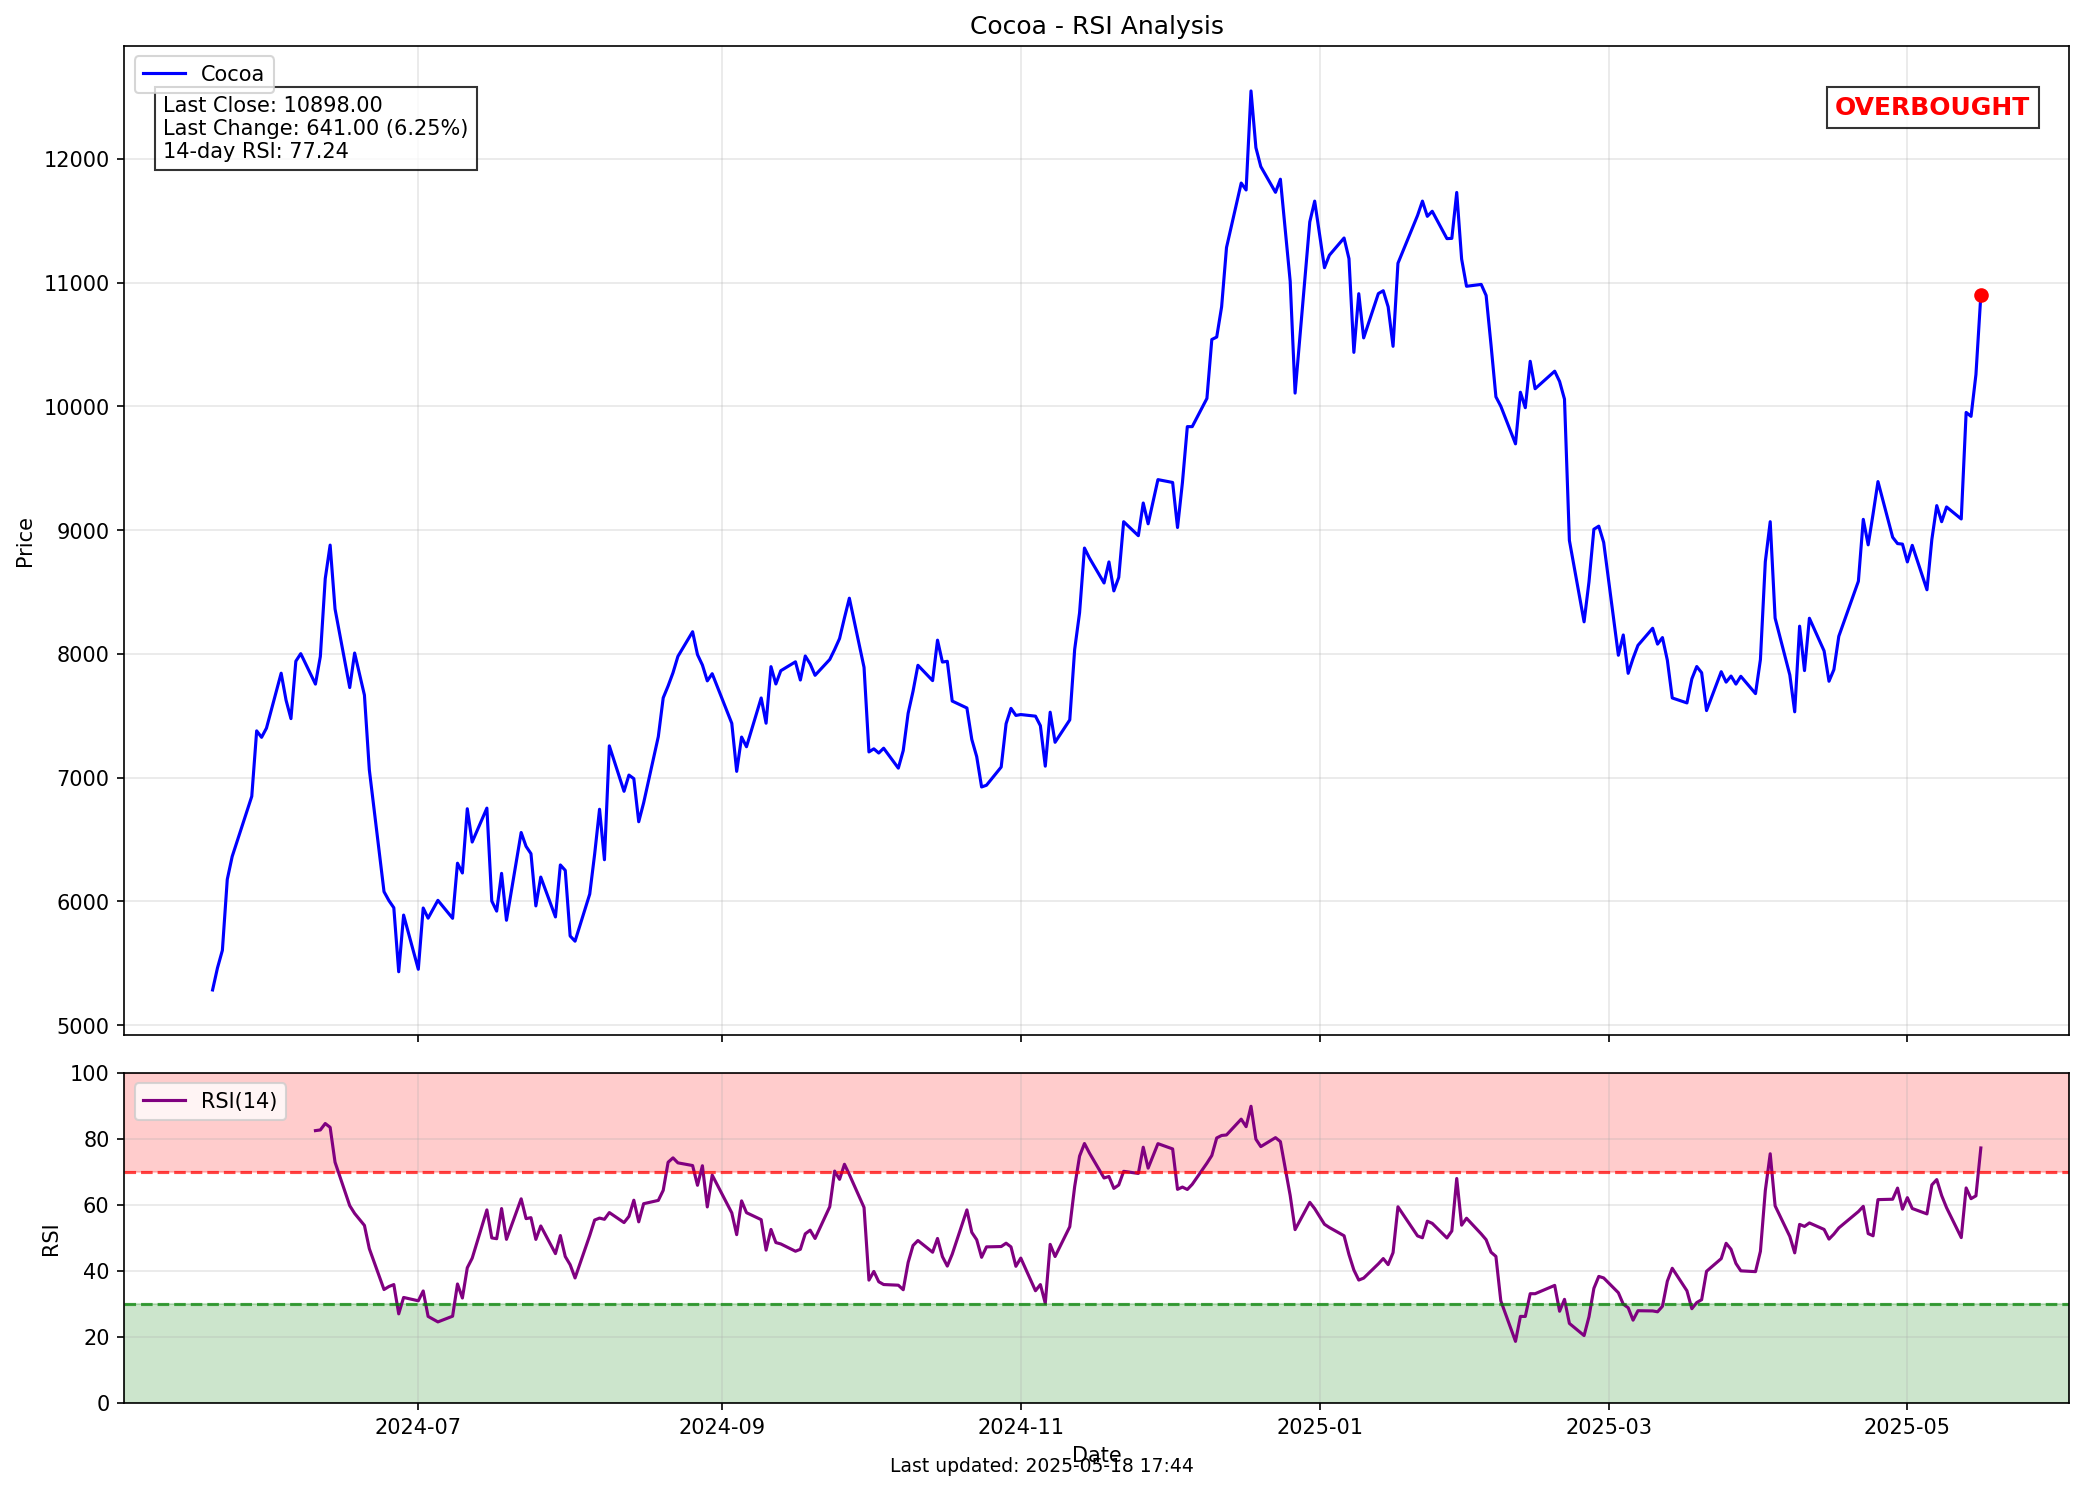 Cocoa - RSI Analysis
Cocoa
Last Close: 10898.00
Last Change: 641.00 (6.25%)
14-day RSI: 77.24
OVERBOUGHT
Price
12000
11000
10000
9000
8000
7000
6000
5000
RSI(14)
RSI
100
80
60
40
20
0
2024-07 2024-09 2024-11 2025-01 2025-03 2025-05
Date
Last updated: 2025-05-18 17:44